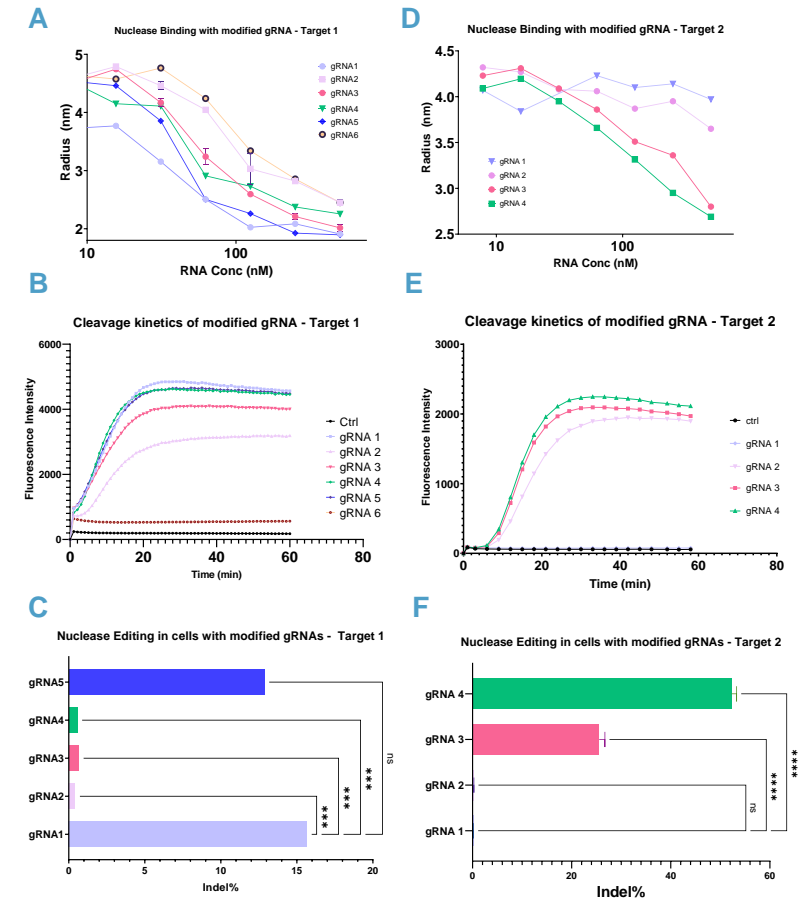 A
Nuclease Binding with modified gRNA - Target 1
5
4
3
2
10
100
Radius (nm)
RNA Conc (nM)
gRNA1
gRNA2
gRNA3
gRNA4
gRNA5
gRNA6
D
Nuclease Binding with modified gRNA - Target 2
4.5
4.0
3.5
3.0
2.5
10
100
Radius (nm)
RNA Conc (nM)
gRNA 1
gRNA 2
gRNA 3
gRNA 4
B
Cleavage kinetics of modified gRNA - Target 1
6000
4000
2000
0
0
20
40
60
80
Fluorescence Intensity
Time (min)
Ctrl
gRNA 1
gRNA 2
gRNA 3
gRNA 4
gRNA 5
gRNA 6
E
Cleavage kinetics of modified gRNA - Target 2
3000
2000
1000
0
0
20
40
60
80
Fluorescence Intensity
Time (min)
ctrl
gRNA 1
gRNA 2
gRNA 3
gRNA 4
C
Nuclease Editing in cells with modified gRNAs - Target 1
gRNA5
gRNA4
gRNA3
gRNA2
gRNA1
***
***
***
ns
0
5
10
15
20
Indel%
F
Nuclease Editing in cells with modified gRNAs - Target 2
gRNA 4
gRNA 3
gRNA 2
gRNA 1
ns
****
****
0
20
40
60
Indel%